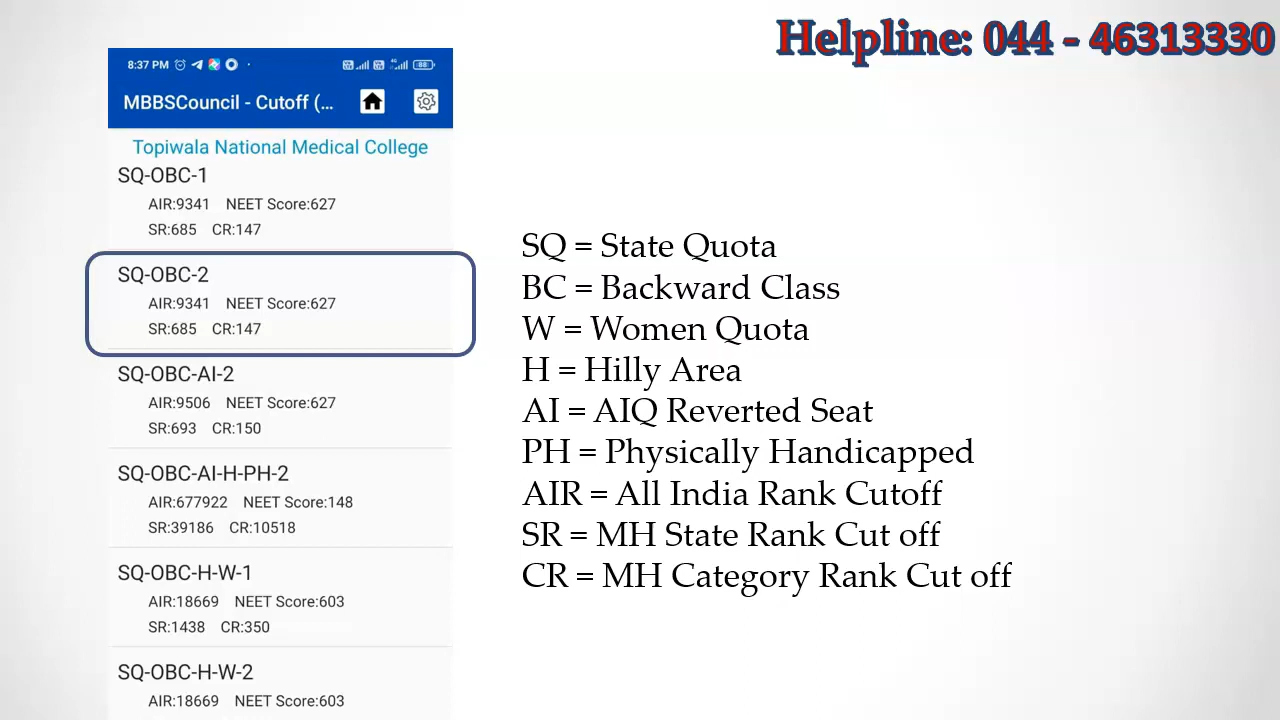 Helpline: 044 - 46313330
8:37 PM
MBBSCouncil - Cutoff (...
Topiwala National Medical College
SQ-OBC-1
AIR:9341 NEET Score:627
SR:685 CR:147
SQ-OBC-2
AIR:9341 NEET Score:627
SR:685 CR:147
SQ-OBC-AI-2
AIR:9506 NEET Score:627
SR:693 CR:150
SQ-OBC-AI-H-PH-2
AIR:677922 NEET Score:148
SR:39186 CR:10518
SQ-OBC-H-W-1
AIR:18669 NEET Score:603
SR:1438 CR:350
SQ-OBC-H-W-2
AIR:18669 NEET Score:603
SQ = State Quota
BC = Backward Class
W = Women Quota
H = Hilly Area
AI = AIQ Reverted Seat
PH = Physically Handicapped
AIR = All India Rank Cutoff
SR = MH State Rank Cut off
CR = MH Category Rank Cut off